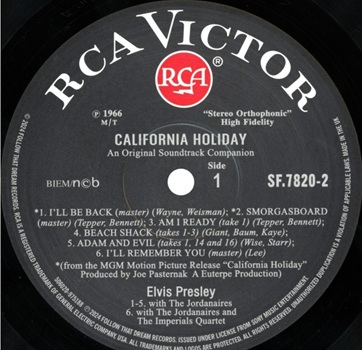 RCA VICTOR
RCA
®
℗ 1966
M/T
"Stereo Orthophonic"
High Fidelity
CALIFORNIA HOLIDAY
An Original Soundtrack Companion
Side
1
BIEM/n©b
SF.7820-2
*1. I'LL BE BACK (master) (Wayne, Weisman); *2. SMORGASBOARD
(master) (Tepper, Bennett); 3. AM I READY (take 1) (Tepper, Bennett);
4. BEACH SHACK (takes 1-3) (Giant, Baum, Kaye);
5. ADAM AND EVIL (takes 1, 14 and 16) (Wise, Starr);
6. I'LL REMEMBER YOU (master) (Lee)
*(from the MGM Motion Picture Release "California Holiday"
Produced by Joe Pasternak A Euterpe Production)
Elvis Presley
1-5. with The Jordanaires
6. with The Jordanaires and
The Imperials Quartet